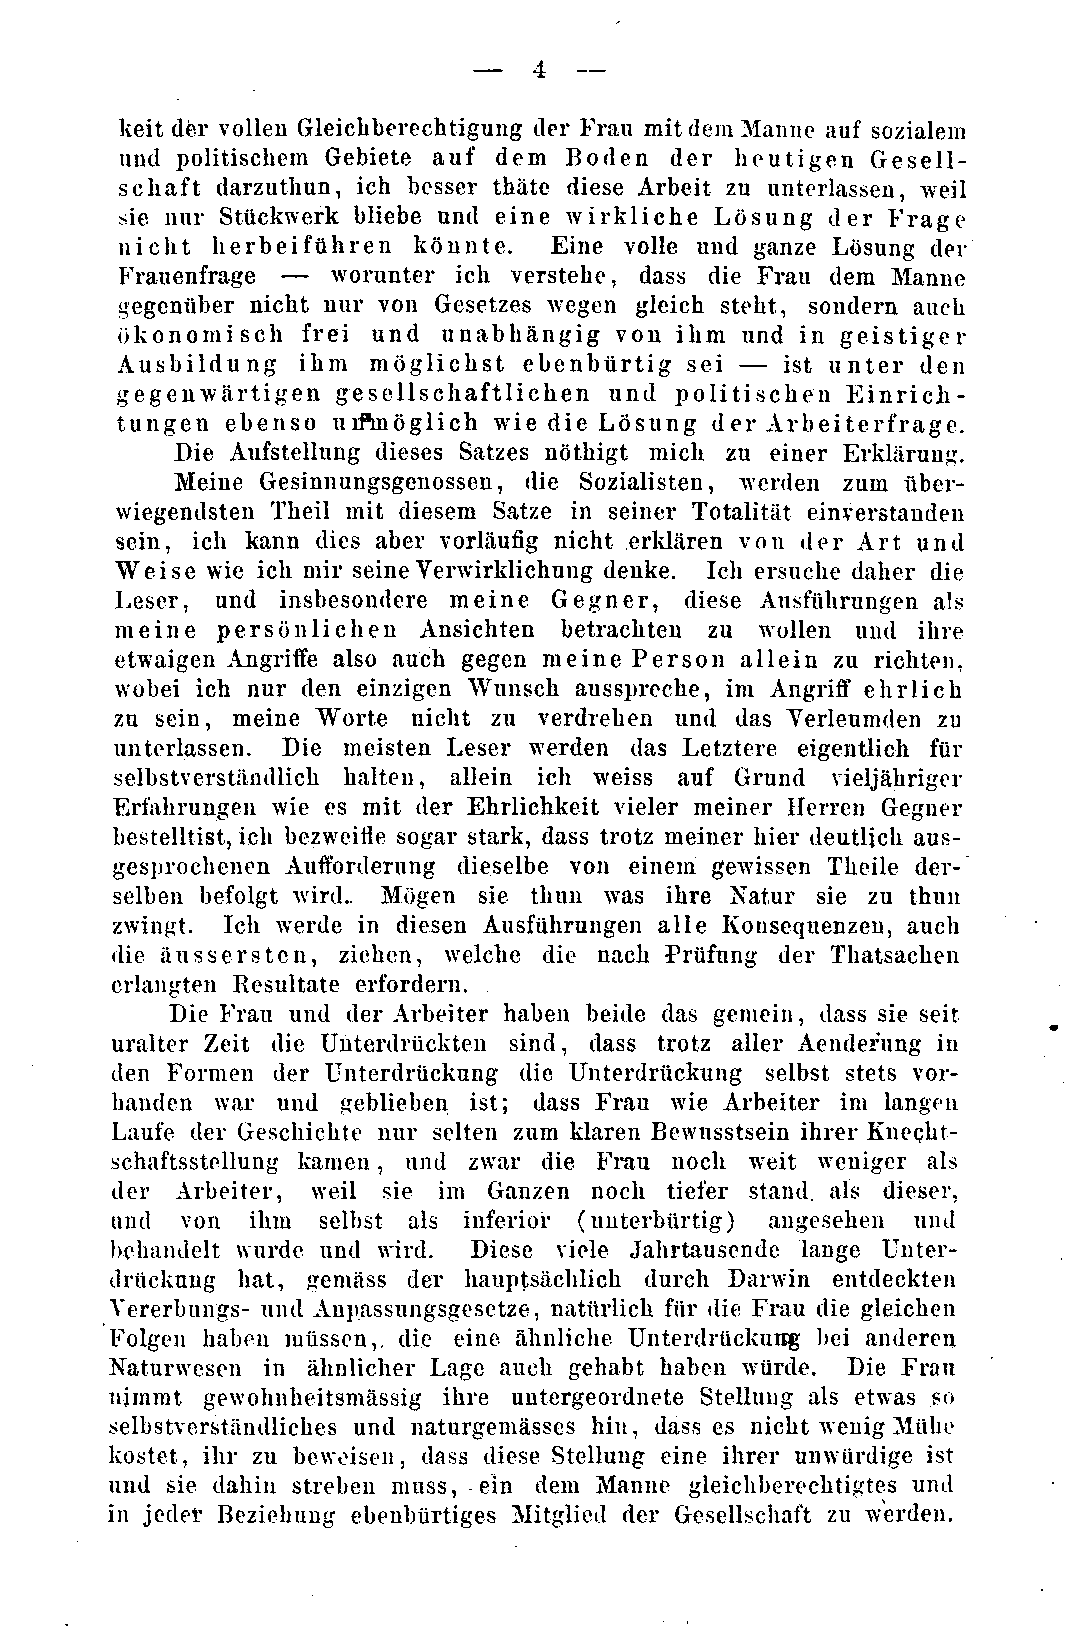 — 4 —
keit der vollen Gleichberechtigung der Frau mit dem Manne auf sozialem
und politischem Gebiete auf dem Boden der heutigen Gesell-
schaft darzuthun, ich besser thäte diese Arbeit zu unterlassen, weil
sie nur Stückwerk bliebe und eine wirkliche Lösung der Frage
nicht herbeiführen könnte. Eine volle und ganze Lösung der
Frauenfrage — worunter ich verstehe, dass die Frau dem Manne
gegenüber nicht nur von Gesetzes wegen gleich steht, sondern auch
ökonomisch frei und unabhängig von ihm und in geistiger
Ausbildung ihm möglichst ebenbürtig sei — ist unter den
gegenwärtigen gesellschaftlichen und politischen Einrich-
tungen ebenso unmöglich wie die Lösung der Arbeiterfrage.
Die Aufstellung dieses Satzes nöthigt mich zu einer Erklärung.
Meine Gesinnungsgenossen, die Sozialisten, werden zum über-
wiegendsten Theil mit diesem Satze in seiner Totalität einverstanden
sein, ich kann dies aber vorläufig nicht erklären von der Art und
Weise wie ich mir seine Verwirklichung denke. Ich ersuche daher die
Leser, und insbesondere meine Gegner, diese Ausführungen als
meine persönlichen Ansichten betrachten zu wollen und ihre
etwaigen Angriffe also auch gegen meine Person allein zu richten,
wobei ich nur den einzigen Wunsch ausspreche, im Angriff ehrlich
zu sein, meine Worte nicht zu verdrehen und das Verleumden zu
unterlassen. Die meisten Leser werden das Letztere eigentlich für
selbstverständlich halten, allein ich weiss auf Grund vieljähriger
Erfahrungen wie es mit der Ehrlichkeit vieler meiner Herren Gegner
bestellt ist, ich bezweifle sogar stark, dass trotz meiner hier deutlich aus-
gesprochenen Aufforderung dieselbe von einem gewissen Theile der-
selben befolgt wird. Mögen sie thun was ihre Natur sie zu thun
zwingt. Ich werde in diesen Ausführungen alle Konsequenzen, auch
die äussersten, ziehen, welche die nach Prüfung der Thatsachen
erlangten Resultate erfordern.
Die Frau und der Arbeiter haben beide das gemein, dass sie seit
uralter Zeit die Unterdrückten sind, dass trotz aller Aenderung in
den Formen der Unterdrückung die Unterdrückung selbst stets vor-
handen war und geblieben ist; dass Frau wie Arbeiter im langen
Laufe der Geschichte nur selten zum klaren Bewusstsein ihrer Knecht-
schaftsstellung kamen, und zwar die Frau noch weit weniger als
der Arbeiter, weil sie im Ganzen noch tiefer stand als dieser,
und von ihm selbst als inferior (unterbürtig) angesehen und
behandelt wurde und wird. Diese viele Jahrtausende lange Unter-
drückung hat, gemäss der hauptsächlich durch Darwin entdeckten
Vererbungs- und Anpassungsgesetze, natürlich für die Frau die gleichen
Folgen haben müssen, die eine ähnliche Unterdrückung bei anderen
Naturwesen in ähnlicher Lage auch gehabt haben würde. Die Frau
nimmt gewohnheitsmässig ihre untergeordnete Stellung als etwas so
selbstverständliches und naturgemässes hin, dass es nicht wenig Mühe
kostet, ihr zu beweisen, dass diese Stellung eine ihrer unwürdige ist
und sie dahin streben muss, ein dem Manne gleichberechtigtes und
in jeder Beziehung ebenbürtiges Mitglied der Gesellschaft zu werden.